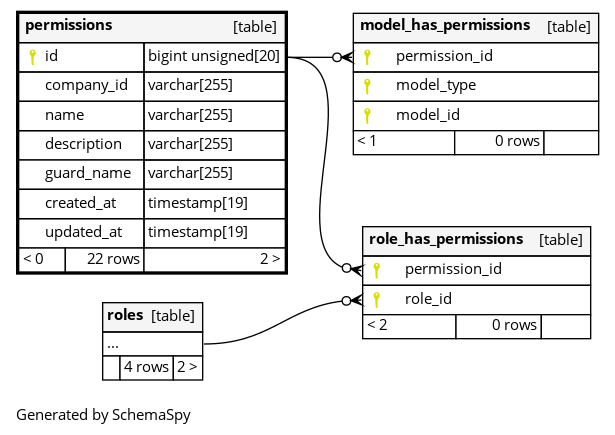 permissions [table]
id bigint unsigned[20]
company_id varchar[255]
name varchar[255]
description varchar[255]
guard_name varchar[255]
created_at timestamp[19]
updated_at timestamp[19]
< 0 22 rows 2 >
model_has_permissions [table]
permission_id
model_type
model_id
< 1 0 rows
role_has_permissions [table]
permission_id
role_id
< 2 0 rows
roles [table]
...
4 rows 2 >
Generated by SchemaSpy